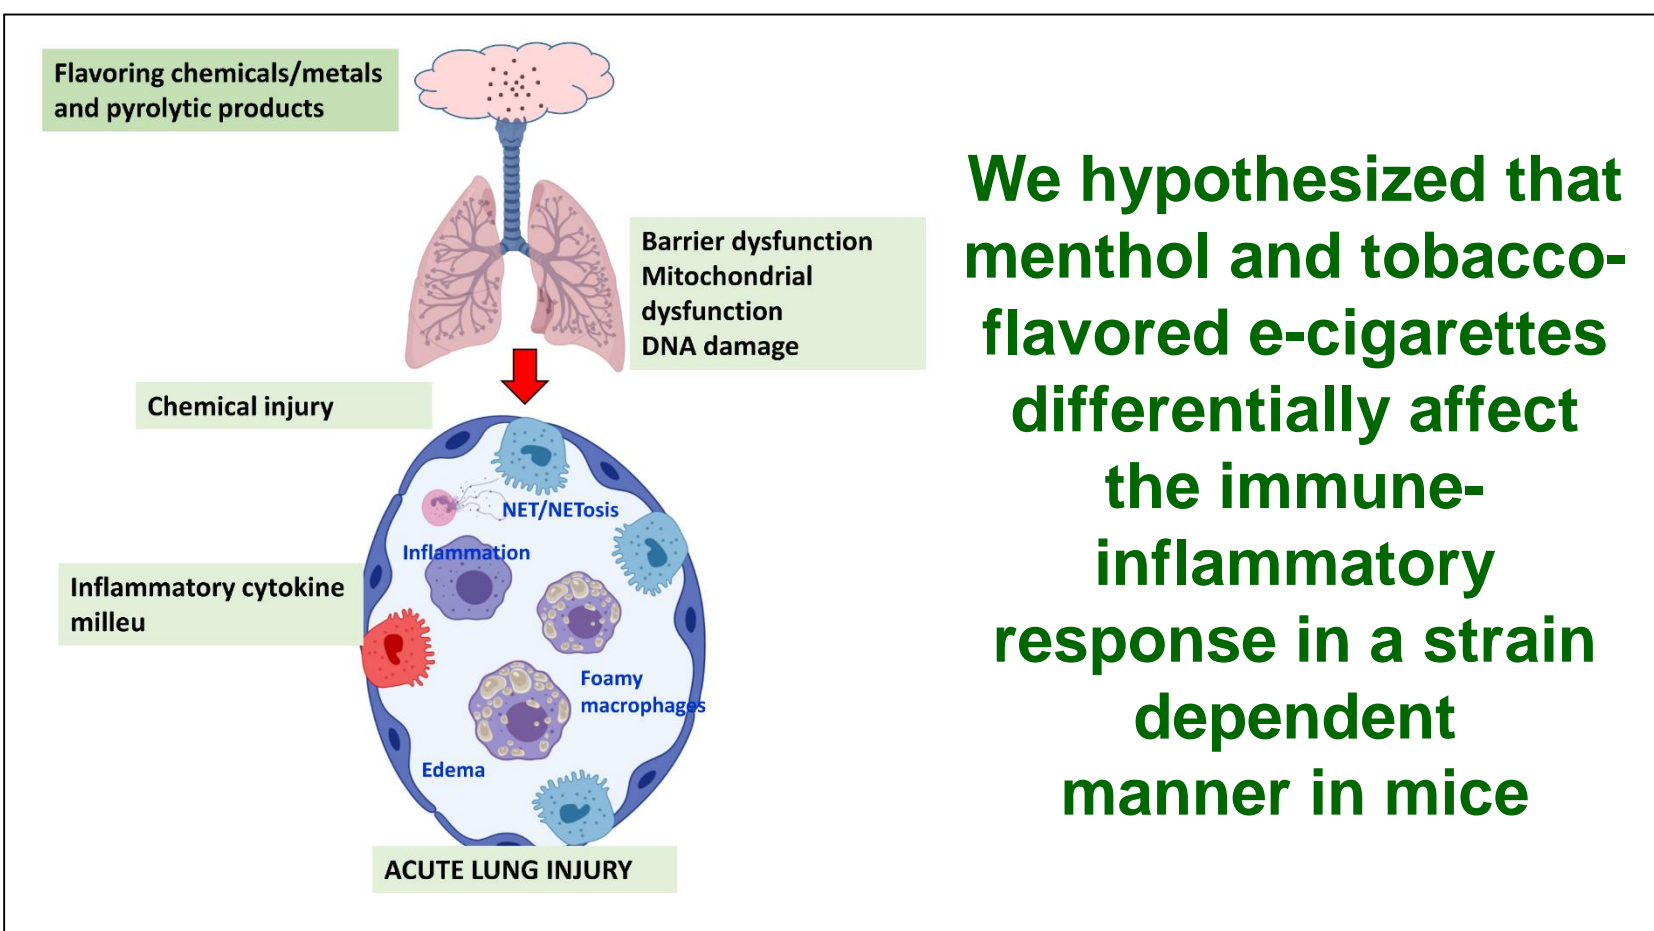 Flavoring chemicals/metals
and pyrolytic products
Barrier dysfunction
Mitochondrial
dysfunction
DNA damage
Chemical injury
NET/NETosis
Inflammation
Inflammatory cytokine
milleu
Foamy
macrophages
Edema
ACUTE LUNG INJURY
We hypothesized that
menthol and tobacco-
flavored e-cigarettes
differentially affect
the immune-
inflammatory
response in a strain
dependent
manner in mice